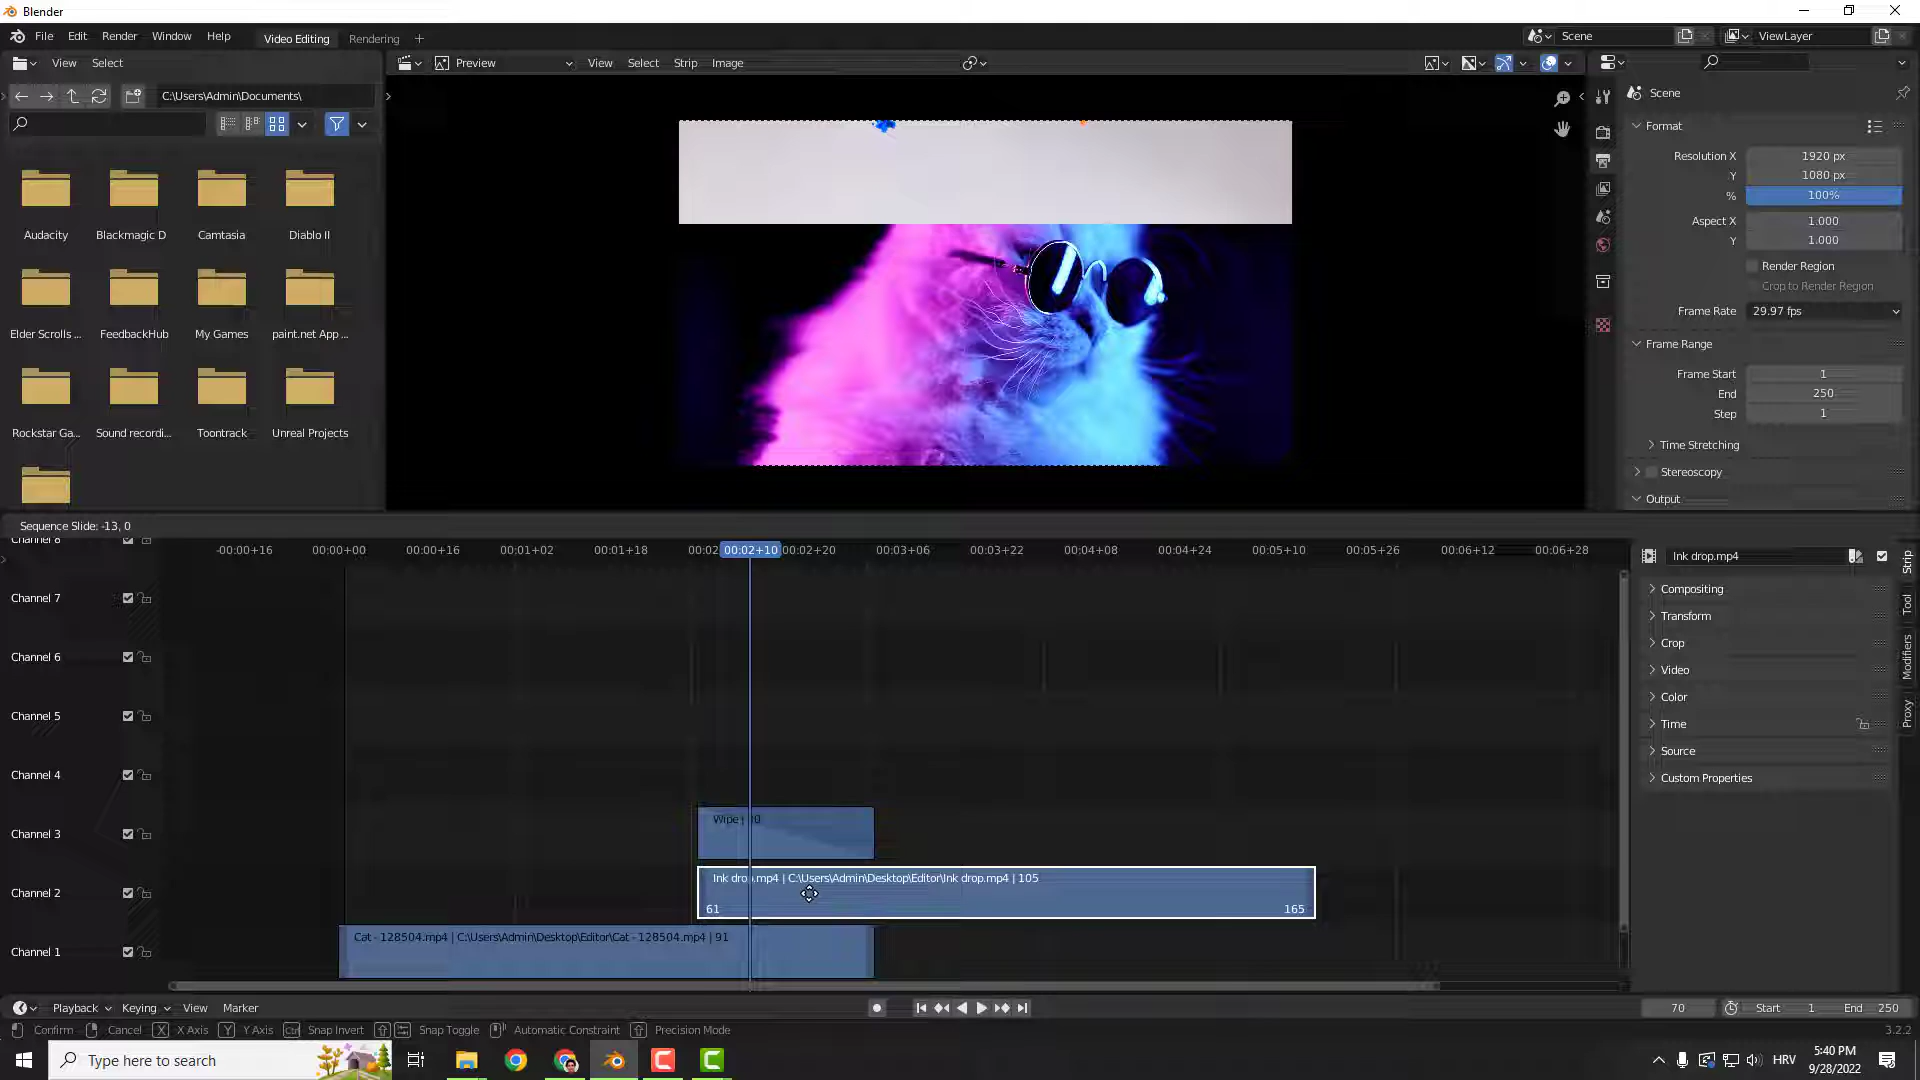 Blender
File Edit Render Window Help Video Editing Rendering + Scene ViewLayer
View Select Preview View Select Strip Image
C:\Users\Admin\Documents\ Scene
Format
Resolution X 1920 px
Y 1080 px
% 100%
Audacity Blackmagic D Camtasia Diablo II Aspect X 1.000
Y 1.000
Render Region
Crop to Render Region
Frame Rate 29.97 fps
Elder Scrolls ... FeedbackHub My Games paint.net App ...
Frame Range
Frame Start 1
End 250
Step 1
Rockstar Ga... Sound recordi... Toontrack Unreal Projects
Time Stretching
Stereoscopy
Output
Sequence Slide: -13, 0
Channel 8 -00:00+16 00:00+00 00:00+16 00:01+02 00:01+18 00:02 00:02+10 00:02+20 00:03+06 00:03+22 00:04+08 00:04+24 00:05+10 00:05+26 00:06+12 00:06+28 Ink drop.mp4 Strip
Compositing
Channel 7 Tool
Transform
Crop
Channel 6 Modifiers
Video
Color
Channel 5 Proxy
Time
Source
Channel 4 Custom Properties
Wipe |
Channel 3
Ink drop.mp4 | C:\Users\Admin\Desktop\Editor\Ink drop.mp4 | 105
Channel 2
61 165
Cat - 128504.mp4 | C:\Users\Admin\Desktop\Editor\Cat - 128504.mp4 | 91
Channel 1
Playback Keying View Marker 70 Start 1 End 250
Confirm Cancel X X Axis Y Y Axis Ctrl Snap Invert Snap Toggle Automatic Constraint Precision Mode 3.2.2
Type here to search HRV 5:40 PM
9/28/2022